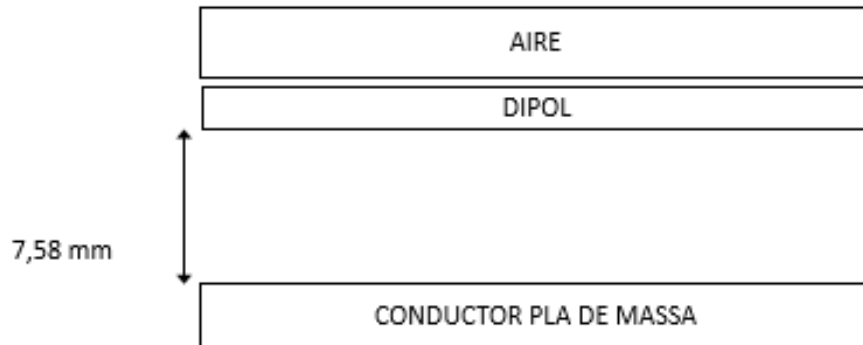 AIRE
DIPOL
7,58 mm
CONDUCTOR PLA DE MASSA